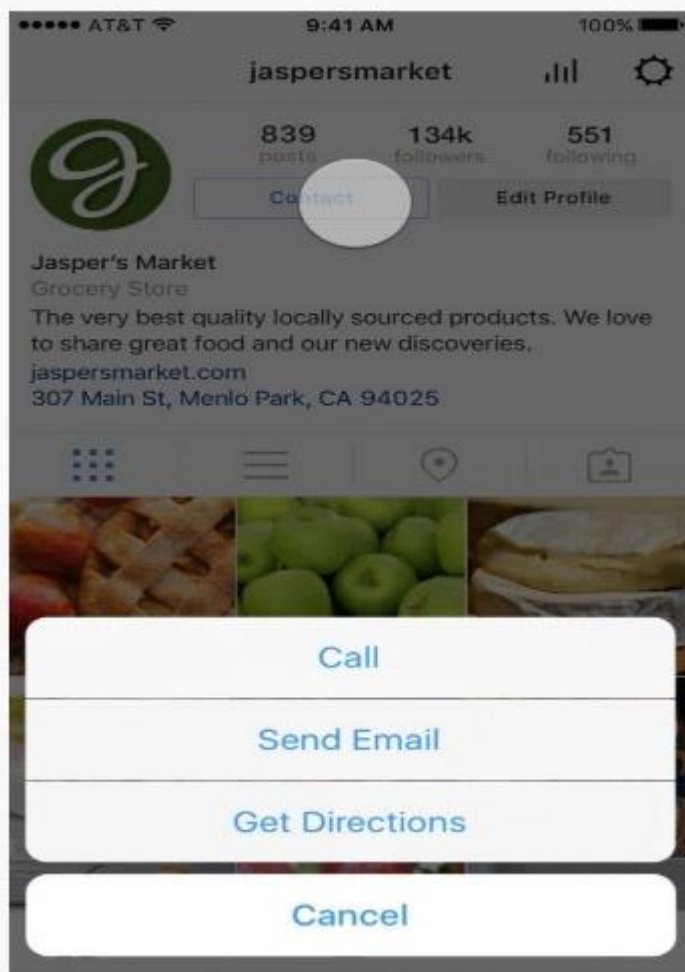 AT&T 9:41 AM 100%
jaspersmarket
839 134k 551
posts followers following
Contact Edit Profile
Jasper's Market
Grocery Store
The very best quality locally sourced products. We love
to share great food and our new discoveries.
jaspersmarket.com
307 Main St, Menlo Park, CA 94025
Call
Send Email
Get Directions
Cancel